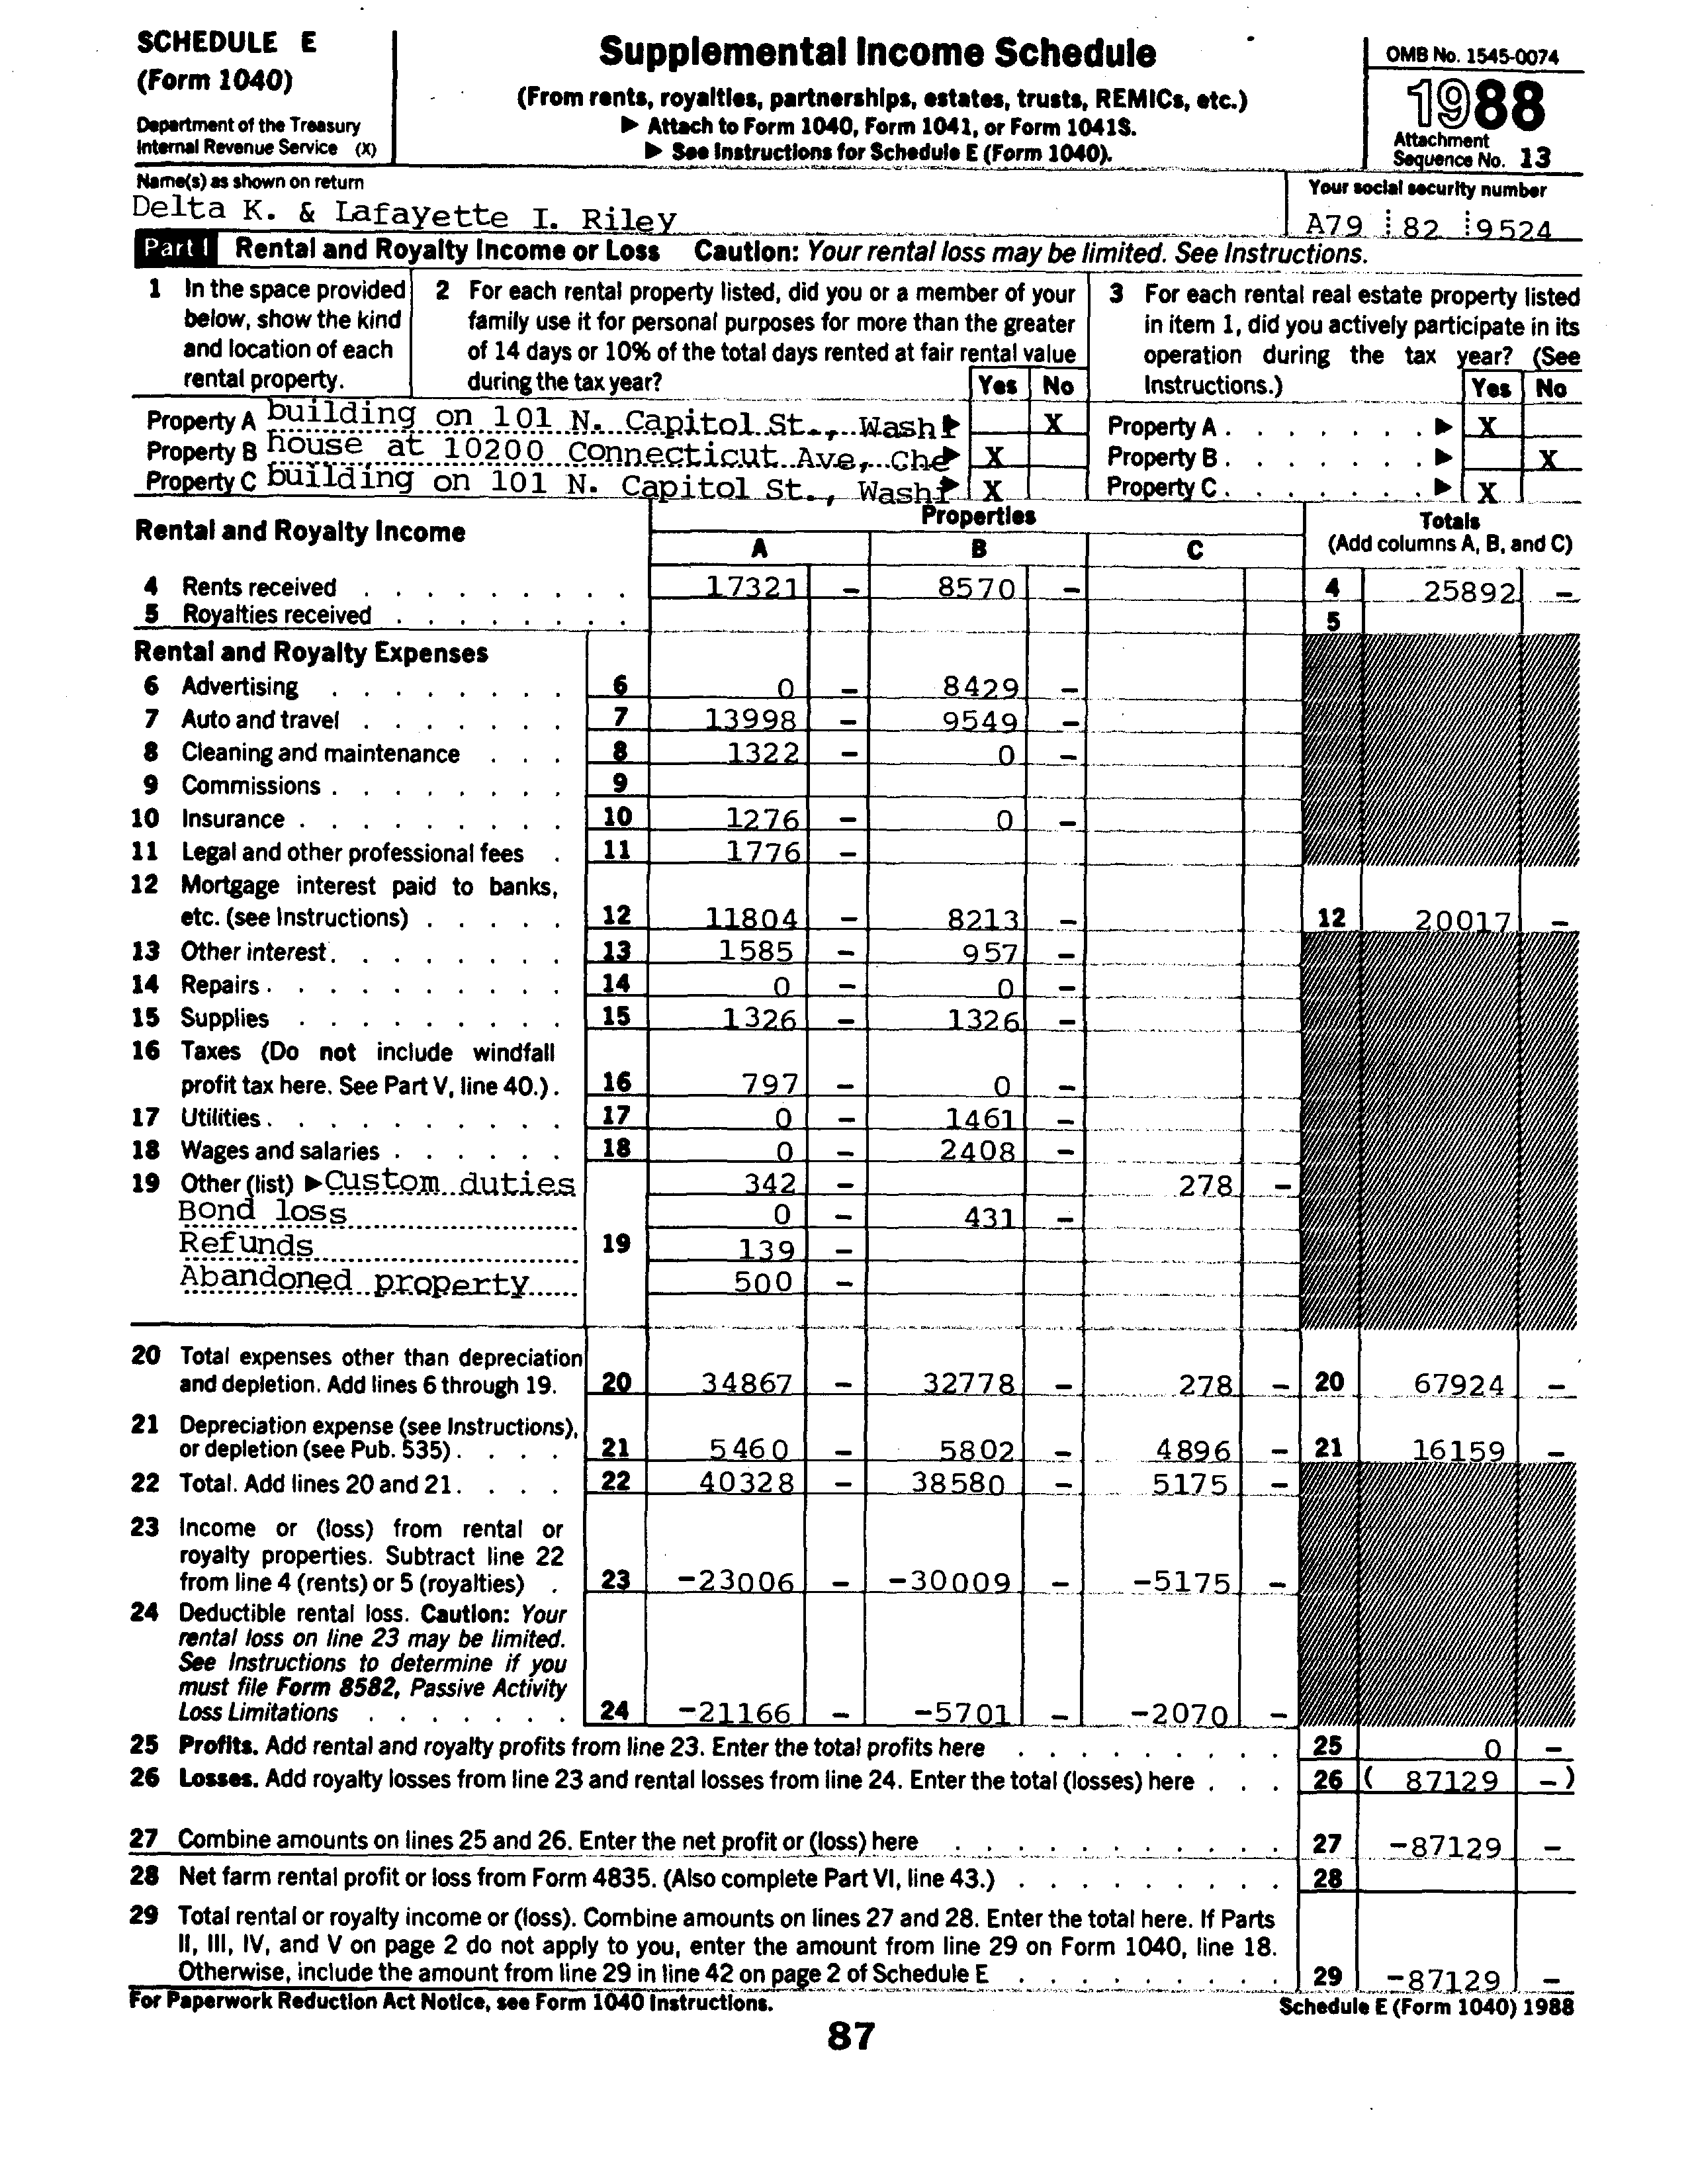 SCHEDULE E
(Form 1040)
Department of the Treasury
Internal Revenue Service (X)
Supplemental Income Schedule
(From rents, royalties, partnerships, estates, trusts, REMICs, etc.)
▶ Attach to Form 1040, Form 1041, or Form 1041S.
▶ See Instructions for Schedule E (Form 1040).
OMB No. 1545-0074
1988
Attachment
Sequence No. 13
Name(s) as shown on return
Delta K. & Lafayette I. Riley
Your social security number
A79 82 9524
Part I Rental and Royalty Income or Loss Caution: Your rental loss may be limited. See Instructions.
1 In the space provided
below, show the kind
and location of each
rental property.
2 For each rental property listed, did you or a member of your
family use it for personal purposes for more than the greater
of 14 days or 10% of the total days rented at fair rental value
during the tax year? Yes No
3 For each rental real estate property listed
in item 1, did you actively participate in its
operation during the tax year? (See
Instructions.) Yes No
Property A building on 101 N. Capitol St., Washi ▶ X Property A . . . . . . . ▶ X
Property B house at 10200 Connecticut Ave, Che ▶ X Property B . . . . . . . ▶ X
Property C building on 101 N. Capitol St., Washi ▶ X Property C . . . . . . . ▶ X
Rental and Royalty Income
Properties
A B C
Totals
(Add columns A, B, and C)
4 Rents received 17321 – 8570 – 4 25892 –
5 Royalties received 5
Rental and Royalty Expenses
6 Advertising 6 0 – 8429 –
7 Auto and travel 7 13998 – 9549 –
8 Cleaning and maintenance 8 1322 – 0 –
9 Commissions 9
10 Insurance 10 1276 – 0 –
11 Legal and other professional fees 11 1776 –
12 Mortgage interest paid to banks,
etc. (see Instructions) 12 11804 – 8213 – 12 20017 –
13 Other interest 13 1585 – 957 –
14 Repairs 14 0 – 0 –
15 Supplies 15 1326 – 1326 –
16 Taxes (Do not include windfall
profit tax here. See Part V, line 40.) 16 797 – 0 –
17 Utilities 17 0 – 1461 –
18 Wages and salaries 18 0 – 2408 –
19 Other (list) ▶ Custom duties 342 – 278 –
Bond loss 0 – 431 –
Refunds 19 139 –
Abandoned property 500 –
20 Total expenses other than depreciation
and depletion. Add lines 6 through 19. 20 34867 – 32778 – 278 – 20 67924 –
21 Depreciation expense (see Instructions),
or depletion (see Pub. 535) 21 5460 – 5802 – 4896 – 21 16159 –
22 Total. Add lines 20 and 21 22 40328 – 38580 – 5175 –
23 Income or (loss) from rental or
royalty properties. Subtract line 22
from line 4 (rents) or 5 (royalties) 23 -23006 – -30009 – -5175 –
24 Deductible rental loss. Caution: Your
rental loss on line 23 may be limited.
See Instructions to determine if you
must file Form 8582, Passive Activity
Loss Limitations 24 -21166 – -5701 – -2070 –
25 Profits. Add rental and royalty profits from line 23. Enter the total profits here 25 0 –
26 Losses. Add royalty losses from line 23 and rental losses from line 24. Enter the total (losses) here 26 ( 87129 – )
27 Combine amounts on lines 25 and 26. Enter the net profit or (loss) here 27 -87129 –
28 Net farm rental profit or loss from Form 4835. (Also complete Part VI, line 43.) 28
29 Total rental or royalty income or (loss). Combine amounts on lines 27 and 28. Enter the total here. If Parts
II, III, IV, and V on page 2 do not apply to you, enter the amount from line 29 on Form 1040, line 18.
Otherwise, include the amount from line 29 in line 42 on page 2 of Schedule E 29 -87129 –
For Paperwork Reduction Act Notice, see Form 1040 Instructions.
Schedule E (Form 1040) 1988
87